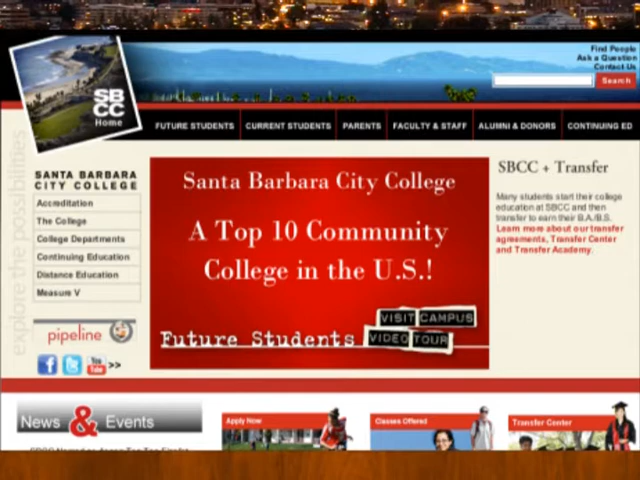 Find People
Ask a Question
Contact Us
Search
SB
CC
Home
FUTURE STUDENTS
CURRENT STUDENTS
PARENTS
FACULTY & STAFF
ALUMNI & DONORS
CONTINUING ED
explore the possibilities
SANTA BARBARA
CITY COLLEGE
Accreditation
The College
College Departments
Continuing Education
Distance Education
Measure V
pipeline
You
Tube
>>
Santa Barbara City College
A Top 10 Community
College in the U.S.!
Future Students
VISIT CAMPUS
VIDEO TOUR
SBCC + Transfer
Many students start their college
education at SBCC and then
transfer to earn their B.A./B.S.
Learn more about our transfer
agreements, Transfer Center
and Transfer Academy.
News & Events
Apply Now
Classes Offered
Transfer Center